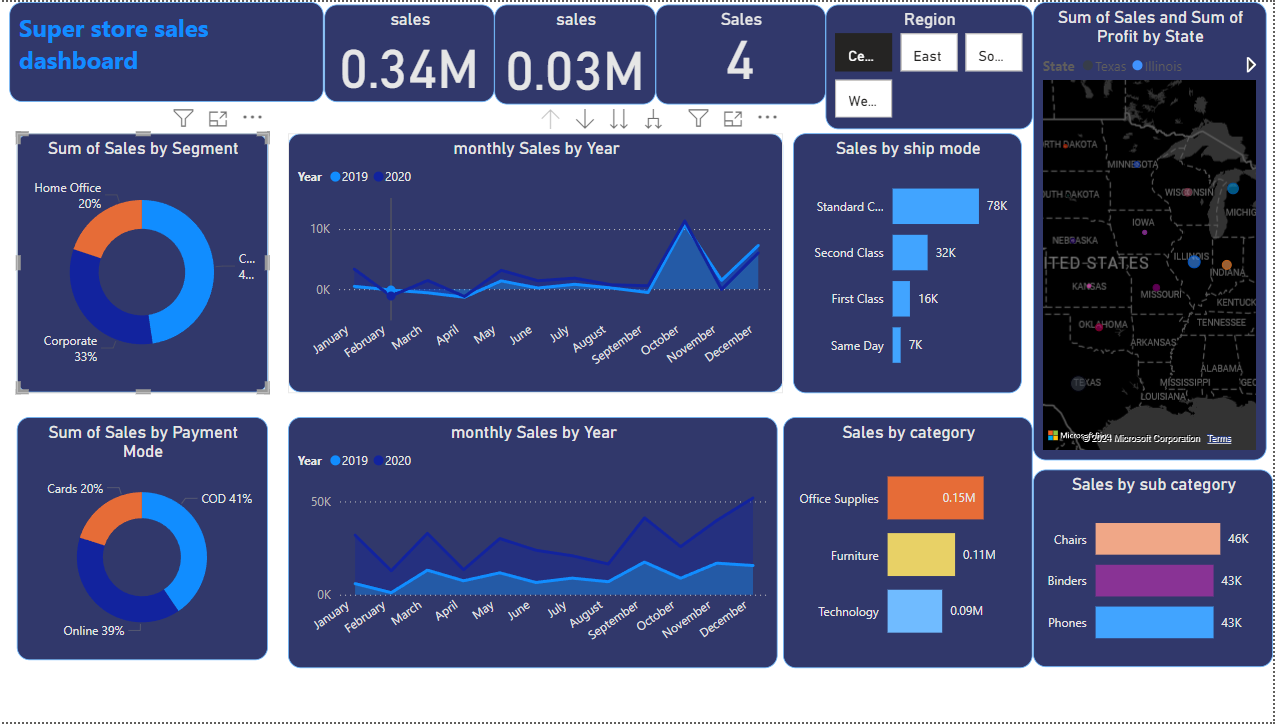 Super store sales
dashboard
sales
0.34M
sales
0.03M
Sales
4
Region
Ce...
East
So...
We...
Sum of Sales and Sum of
Profit by State
State Texas Illinois
NORTH DAKOTA
MINNESOTA
SOUTH DAKOTA
WISCONSIN
MICHIG
IOWA
NEBRASKA
ILLINOIS
INDIANA
ITED STATES
KANSAS
MISSOURI
KENTUCK
OKLAHOMA
TENNESSEE
ARKANSAS
ALABAMA
TEXAS
MISSISSIPPI
GEO
LOUISIANA
© 2024 Microsoft Corporation Terms
Sum of Sales by Segment
Home Office
20%
C...
4...
Corporate
33%
monthly Sales by Year
Year 2019 2020
10K
0K
January
February
March
April
May
June
July
August
September
October
November
December
Sales by ship mode
Standard C... 78K
Second Class 32K
First Class 16K
Same Day 7K
Sum of Sales by Payment
Mode
Cards 20%
COD 41%
Online 39%
monthly Sales by Year
Year 2019 2020
50K
0K
January
February
March
April
May
June
July
August
September
October
November
December
Sales by category
Office Supplies 0.15M
Furniture 0.11M
Technology 0.09M
Sales by sub category
Chairs 46K
Binders 43K
Phones 43K